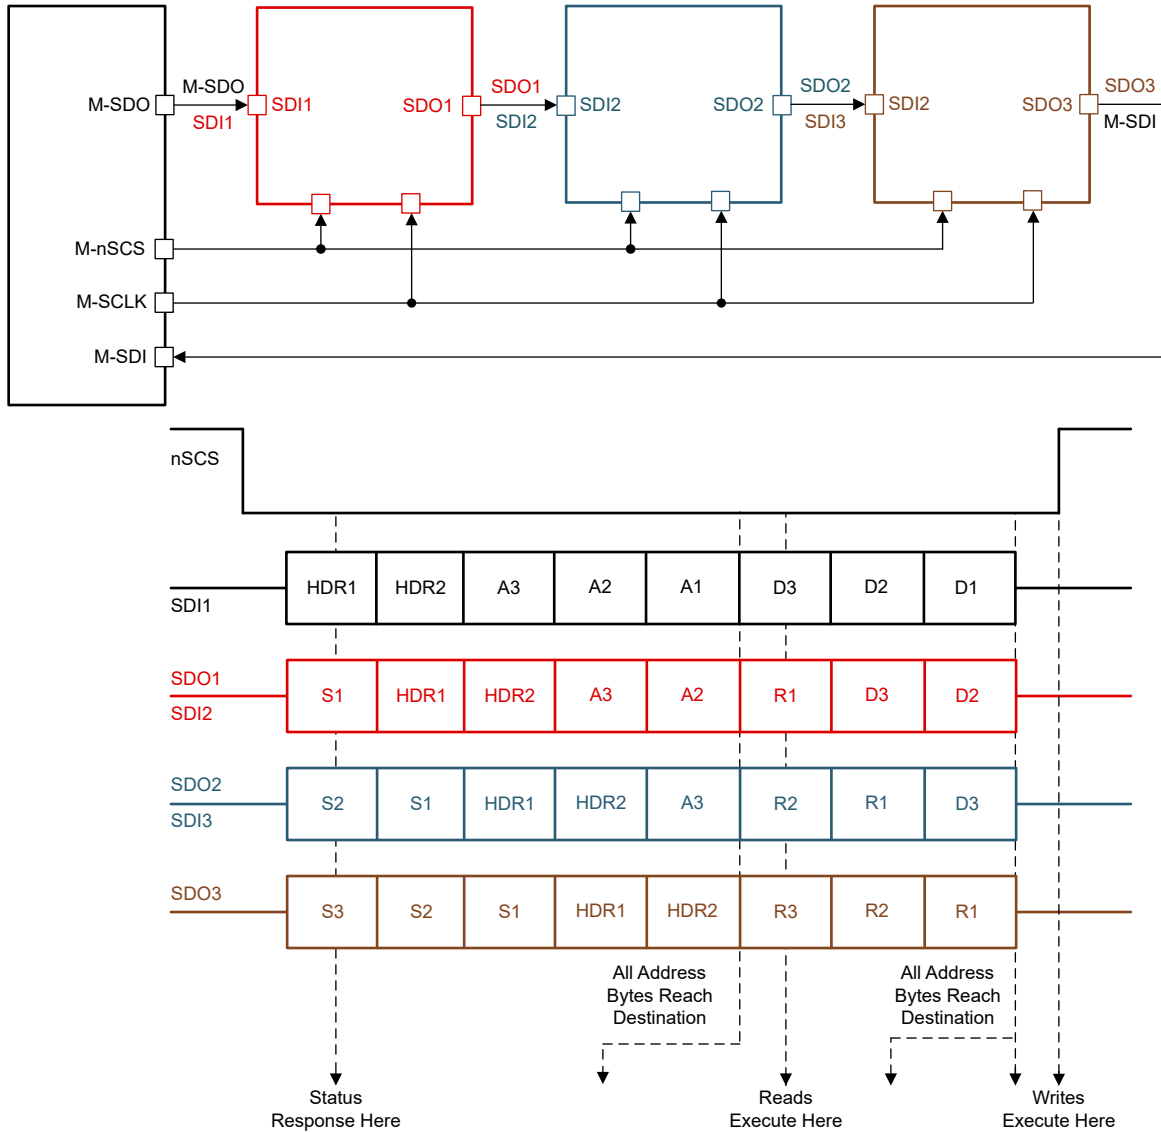 M-SDO
M-SDO
SDI1
SDI1
SDO1
SDO1
SDI2
SDI2
SDO2
SDO2
SDI3
SDI2
SDO3
SDO3
M-SDI
M-nSCS
M-SCLK
M-SDI
nSCS
SDI1
HDR1 HDR2 A3 A2 A1 D3 D2 D1
SDO1
SDI2
S1 HDR1 HDR2 A3 A2 R1 D3 D2
SDO2
SDI3
S2 S1 HDR1 HDR2 A3 R2 R1 D3
SDO3
S3 S2 S1 HDR1 HDR2 R3 R2 R1
All Address
Bytes Reach
Destination
All Address
Bytes Reach
Destination
Status
Response Here
Reads
Execute Here
Writes
Execute Here